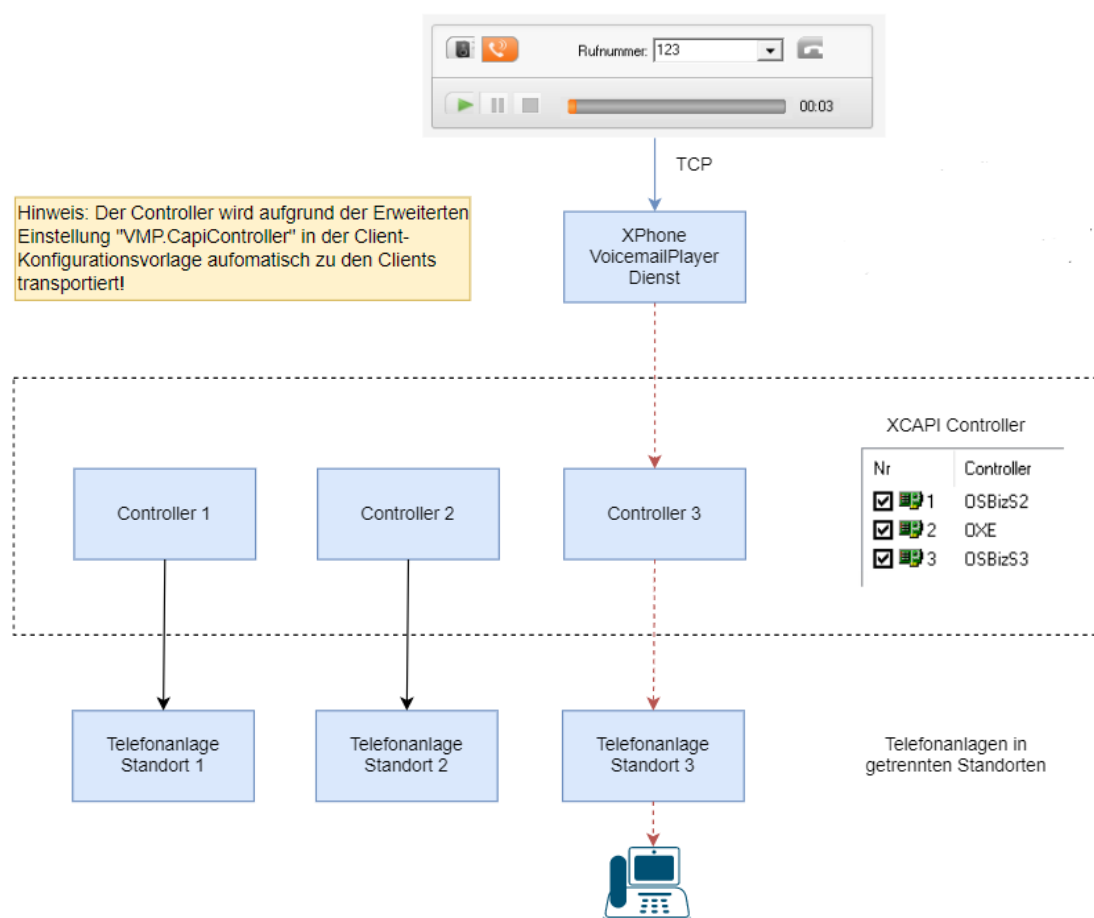 Rufnummer: 123
00:03
TCP
Hinweis: Der Controller wird aufgrund der Erweiterten
Einstellung "VMP.CapiController" in der Client-
Konfigurationsvorlage aufomatisch zu den Clients
transportiert!
XPhone
VoicemailPlayer
Dienst
XCAPI Controller
Nr Controller
1 OSBizS2
2 OXE
3 OSBizS3
Controller 1
Controller 2
Controller 3
Telefonanlage
Standort 1
Telefonanlage
Standort 2
Telefonanlage
Standort 3
Telefonanlagen in
getrennten Standorten